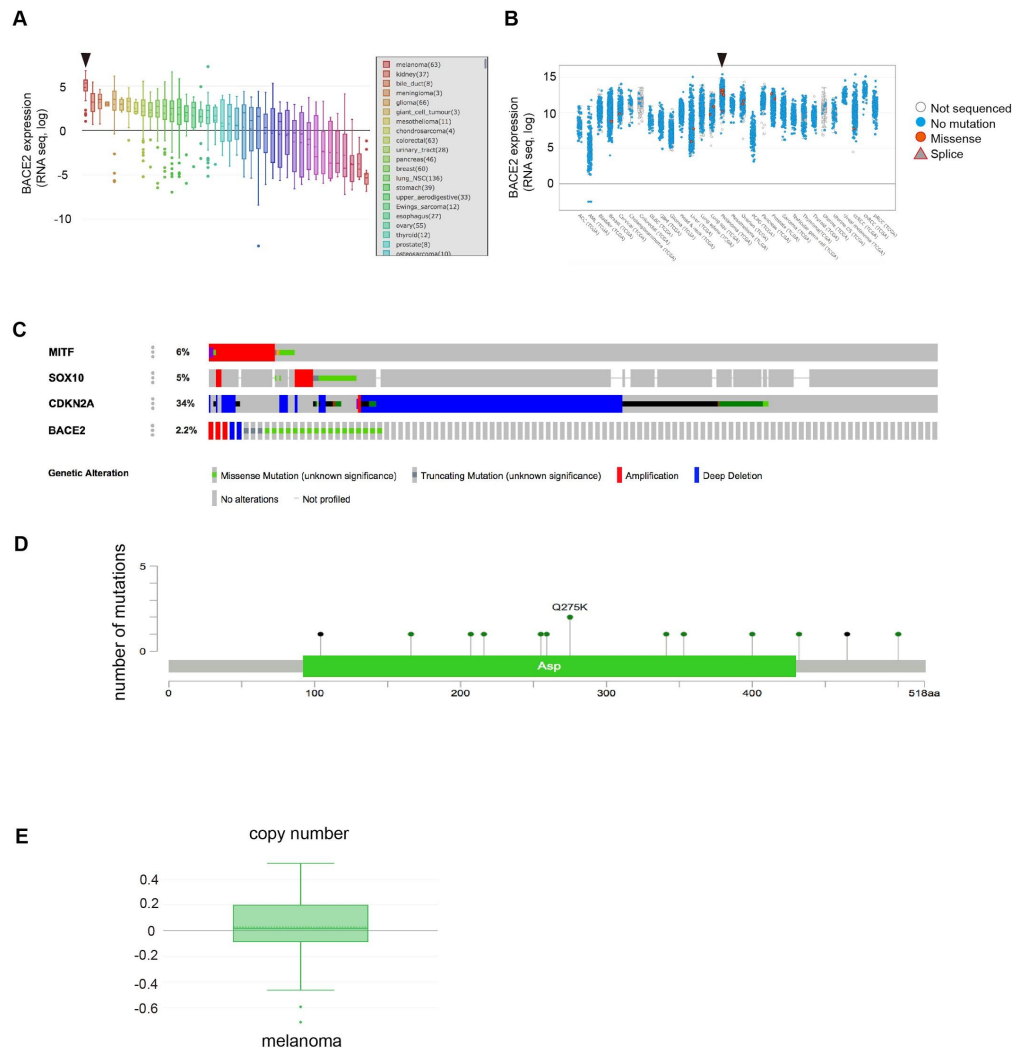 A
BACE2 expression
(RNA seq, log)
5
0
-5
-10
melanoma(63)
kidney(37)
bile_duct(8)
meningioma(3)
glioma(66)
giant_cell_tumour(3)
mesothelioma(11)
chondrosarcoma(4)
colorectal(63)
urinary_tract(28)
pancreas(46)
breast(60)
lung_NSC(136)
stomach(39)
upper_aerodigestive(33)
Ewings_sarcoma(12)
esophagus(27)
ovary(55)
thyroid(12)
prostate(8)
osteosarcoma(10)
B
BACE2 expression
(RNA seq, log)
15
10
5
0
Not sequenced
No mutation
Missense
Splice
C
MITF 6%
SOX10 5%
CDKN2A 34%
BACE2 2.2%
Genetic Alteration
Missense Mutation (unknown significance)
Truncating Mutation (unknown significance)
Amplification
Deep Deletion
No alterations
Not profiled
D
number of mutations
5
0
Q275K
Asp
0 100 200 300 400 518aa
E
copy number
0.4
0.2
0
-0.2
-0.4
-0.6
melanoma